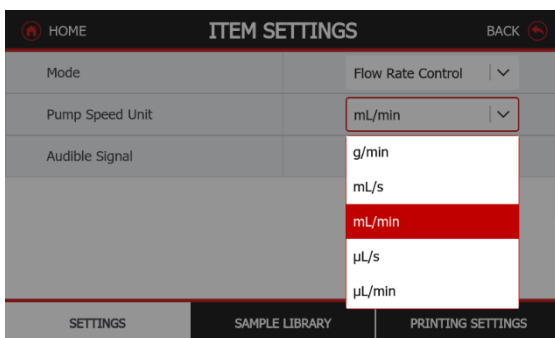 HOME ITEM SETTINGS BACK
Mode Flow Rate Control
Pump Speed Unit mL/min
Audible Signal
g/min
mL/s
mL/min
µL/s
µL/min
SETTINGS SAMPLE LIBRARY PRINTING SETTINGS